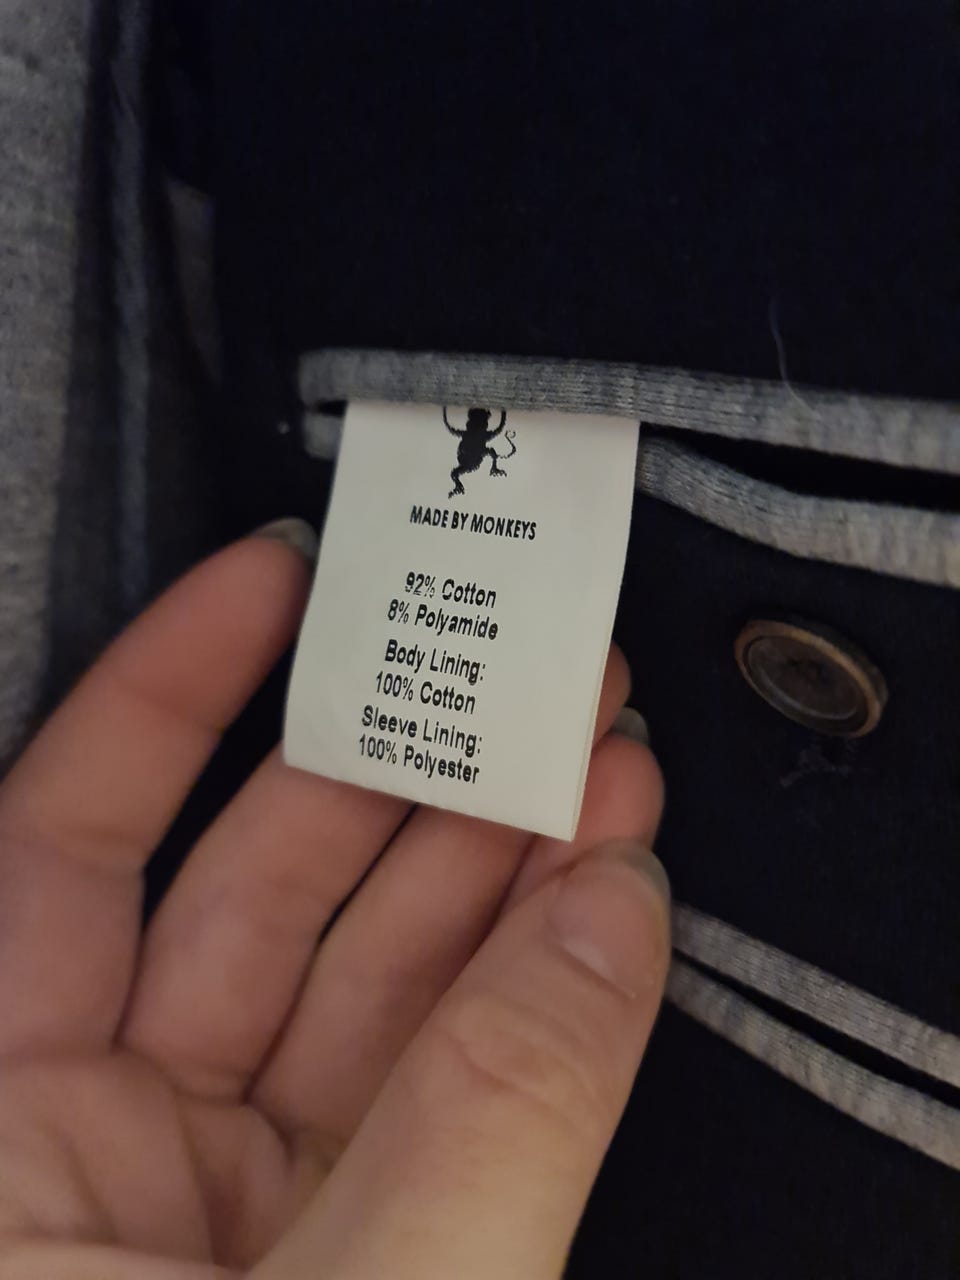 MADE BY MONKEYS
92% Cotton
8% Polyamide
Body Lining:
100% Cotton
Sleeve Lining:
100% Polyester